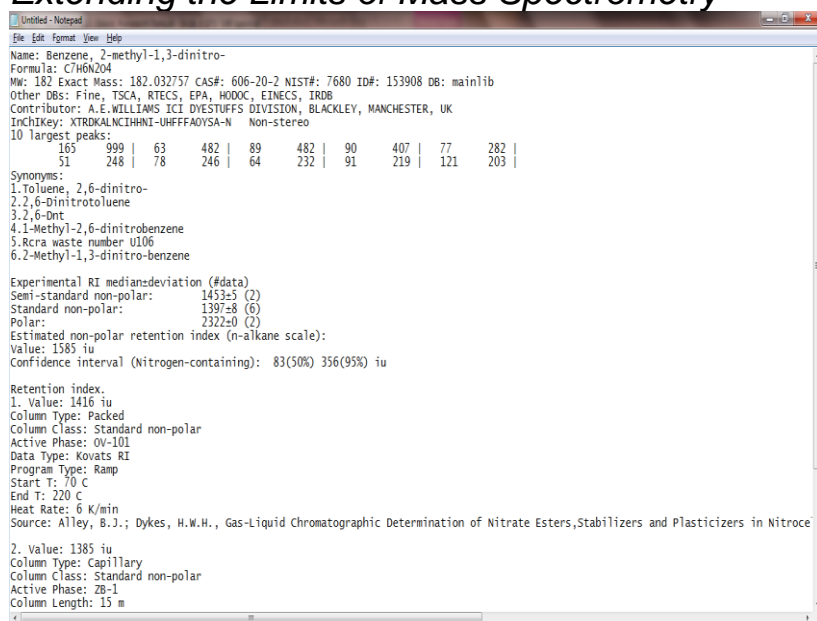 Extending the Limits of Mass Spectrometry
Untitled - Notepad
File Edit Format View Help
Name: Benzene, 2-methyl-1,3-dinitro-
Formula: C7H6N2O4
MW: 182 Exact Mass: 182.032757 CAS#: 606-20-2 NIST#: 7680 ID#: 153908 DB: mainlib
Other DBs: Fine, TSCA, RTECS, EPA, HODOC, EINECS, IRDB
Contributor: A.E.WILLIAMS ICI DYESTUFFS DIVISION, BLACKLEY, MANCHESTER, UK
InChIKey: XTRDKALNCIHHNI-UHFFFAOYSA-N Non-stereo
10 largest peaks:
165 999 | 63 482 | 89 482 | 90 407 | 77 282 |
51 248 | 78 246 | 64 232 | 91 219 | 121 203 |
Synonyms:
1.Toluene, 2,6-dinitro-
2.2,6-Dinitrotoluene
3.2,6-Dnt
4.1-Methyl-2,6-dinitrobenzene
5.Rcra waste number U106
6.2-Methyl-1,3-dinitro-benzene
Experimental RI median±deviation (#data)
Semi-standard non-polar: 1453±5 (2)
Standard non-polar: 1397±8 (6)
Polar: 2322±0 (2)
Estimated non-polar retention index (n-alkane scale):
Value: 1585 iu
Confidence interval (Nitrogen-containing): 83(50%) 356(95%) iu
Retention index.
1. Value: 1416 iu
Column Type: Packed
Column Class: Standard non-polar
Active Phase: OV-101
Data Type: Kovats RI
Program Type: Ramp
Start T: 70 C
End T: 220 C
Heat Rate: 6 K/min
Source: Alley, B.J.; Dykes, H.W.H., Gas-Liquid Chromatographic Determination of Nitrate Esters,Stabilizers and Plasticizers in Nitrocel
2. Value: 1385 iu
Column Type: Capillary
Column Class: Standard non-polar
Active Phase: ZB-1
Column Length: 15 m